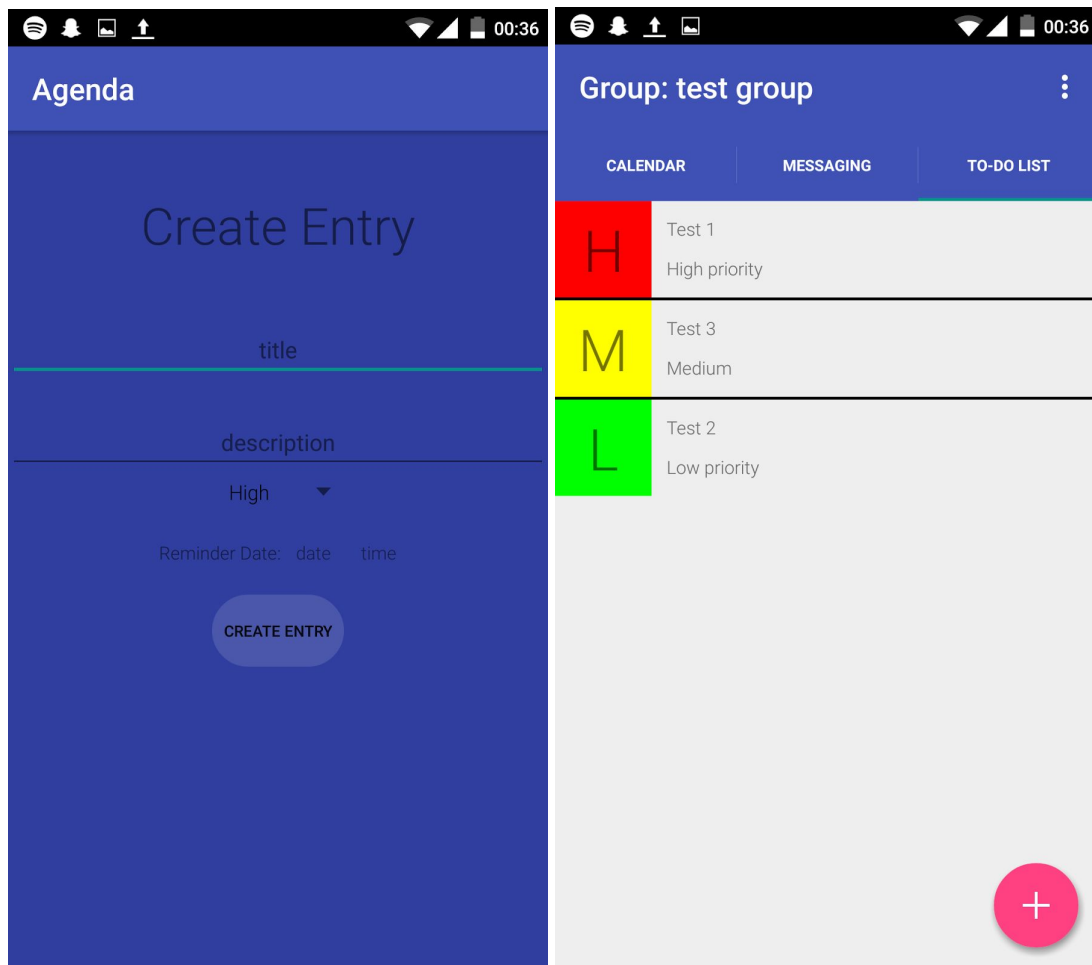 00:36
Agenda
Create Entry
title
description
High
Reminder Date: date time
CREATE ENTRY
00:36
Group: test group
CALENDAR MESSAGING TO-DO LIST
H
Test 1
High priority
M
Test 3
Medium
L
Test 2
Low priority